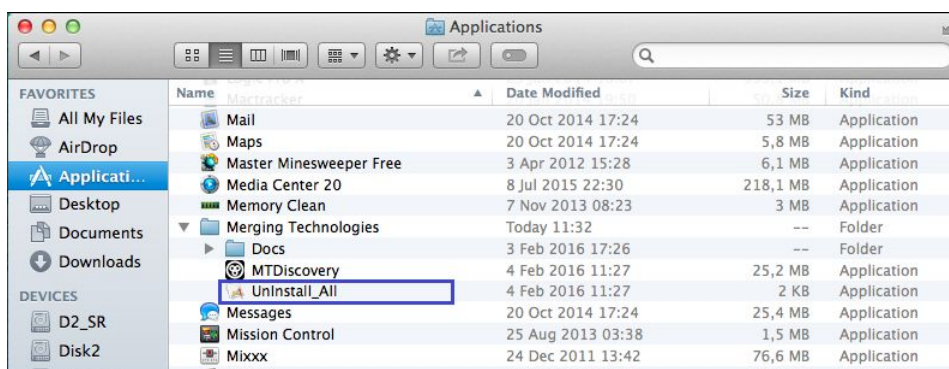 Applications
FAVORITES
All My Files
AirDrop
Applicati...
Desktop
Documents
Downloads
DEVICES
D2_SR
Disk2
Name Date Modified Size Kind
Mactracker
Mail 20 Oct 2014 17:24 53 MB Application
Maps 20 Oct 2014 17:24 5,8 MB Application
Master Minesweeper Free 3 Apr 2012 15:28 6,1 MB Application
Media Center 20 8 Jul 2015 22:30 218,1 MB Application
Memory Clean 7 Nov 2013 08:23 3 MB Application
Merging Technologies Today 11:32 -- Folder
Docs 3 Feb 2016 17:26 -- Folder
MTDiscovery 4 Feb 2016 11:27 25,2 MB Application
UnInstall_All 4 Feb 2016 11:27 2 KB Application
Messages 20 Oct 2014 17:24 25,4 MB Application
Mission Control 25 Aug 2013 03:38 1,5 MB Application
Mixxx 24 Dec 2011 13:42 76,6 MB Application